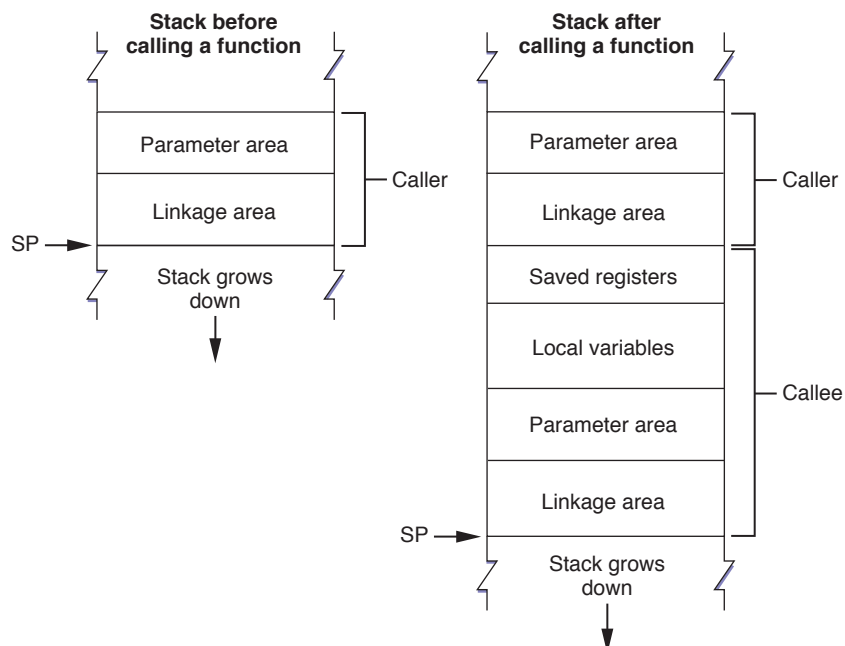 Stack before
calling a function
Parameter area
Linkage area
Caller
SP
Stack grows
down
Stack after
calling a function
Parameter area
Linkage area
Caller
Saved registers
Local variables
Parameter area
Linkage area
Callee
SP
Stack grows
down